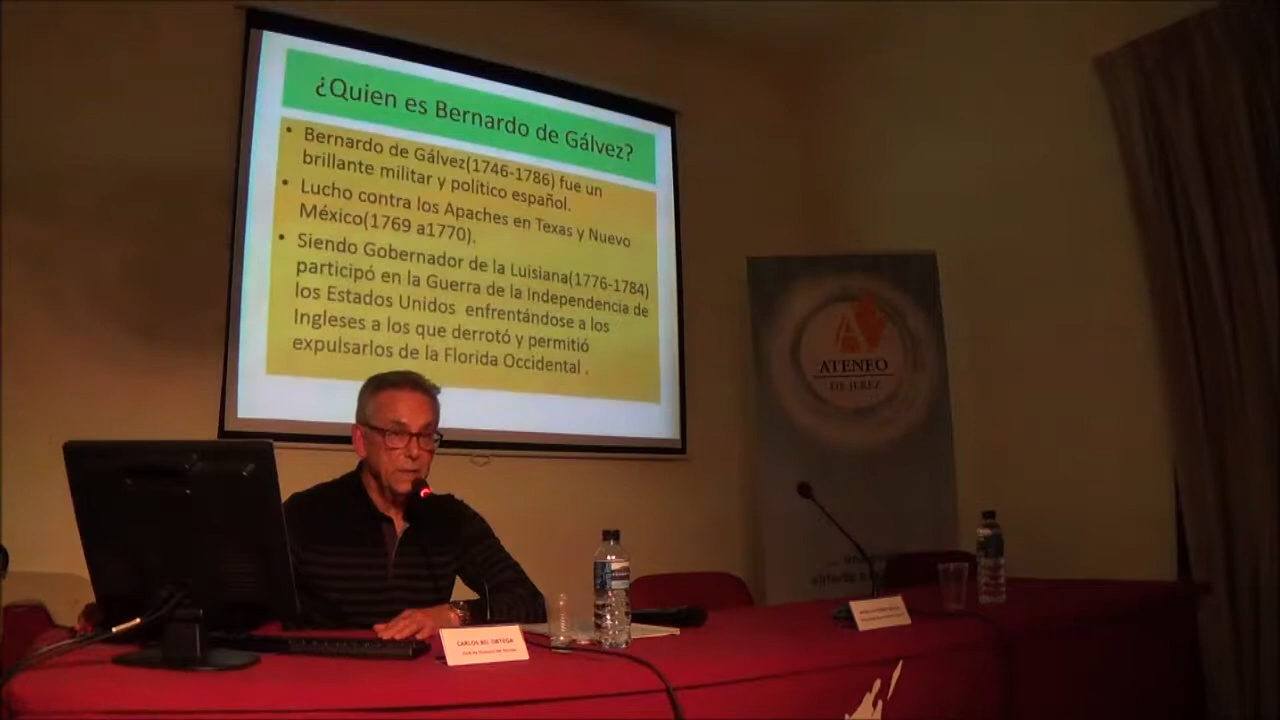 ¿Quien es Bernardo de Gálvez?
• Bernardo de Gálvez(1746-1786) fue un
brillante militar y político español.
• Lucho contra los Apaches en Texas y Nuevo
México(1769 a1770).
• Siendo Gobernador de la Luisiana(1776-1784)
participó en la Guerra de la Independencia de
los Estados Unidos enfrentándose a los
Ingleses a los que derrotó y permitió
expulsarlos de la Florida Occidental .
A
ATENEO
DE JEREZ
CARLOS BEL ORTEGA